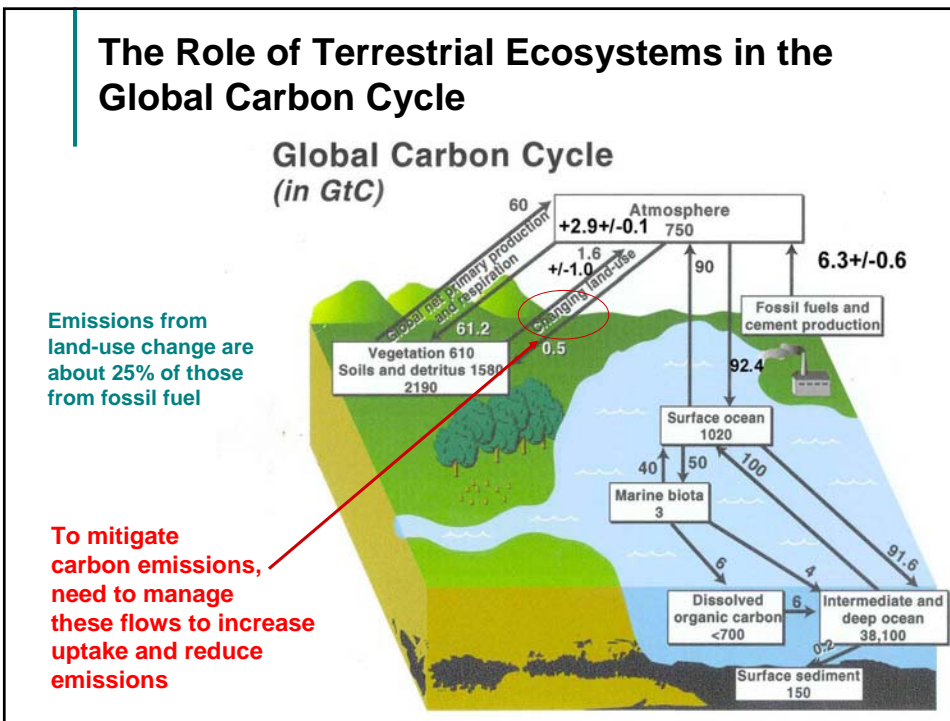 The Role of Terrestrial Ecosystems in the
Global Carbon Cycle
Global Carbon Cycle
(in GtC)
60
Atmosphere
750
+2.9+/-0.1
Global net primary production
and respiration
61.2
1.6
+/-1.0
Changing land-use
0.5
90
92.4
6.3+/-0.6
Fossil fuels and
cement production
Emissions from
land-use change are
about 25% of those
from fossil fuel
Vegetation 610
Soils and detritus 1580
2190
Surface ocean
1020
40
50
100
91.6
Marine biota
3
6
4
To mitigate
carbon emissions,
need to manage
these flows to increase
uptake and reduce
emissions
Dissolved
organic carbon
<700
6
Intermediate and
deep ocean
38,100
0.2
Surface sediment
150